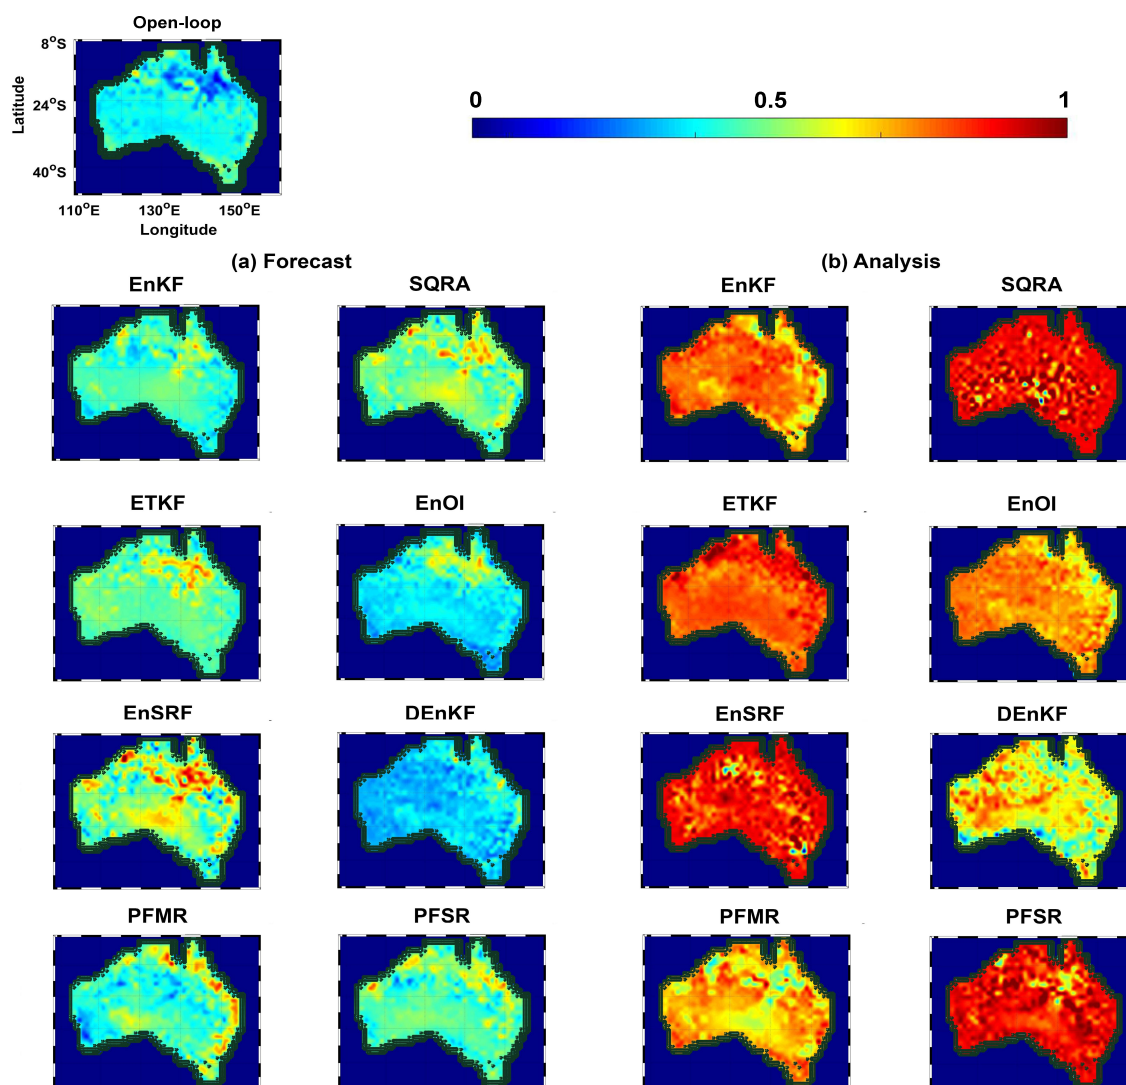 Open-loop
8°S
24°S
40°S
Latitude
110°E 130°E 150°E
Longitude
0 0.5 1
(a) Forecast (b) Analysis
EnKF SQRA EnKF SQRA
ETKF EnOI ETKF EnOI
EnSRF DEnKF EnSRF DEnKF
PFMR PFSR PFMR PFSR